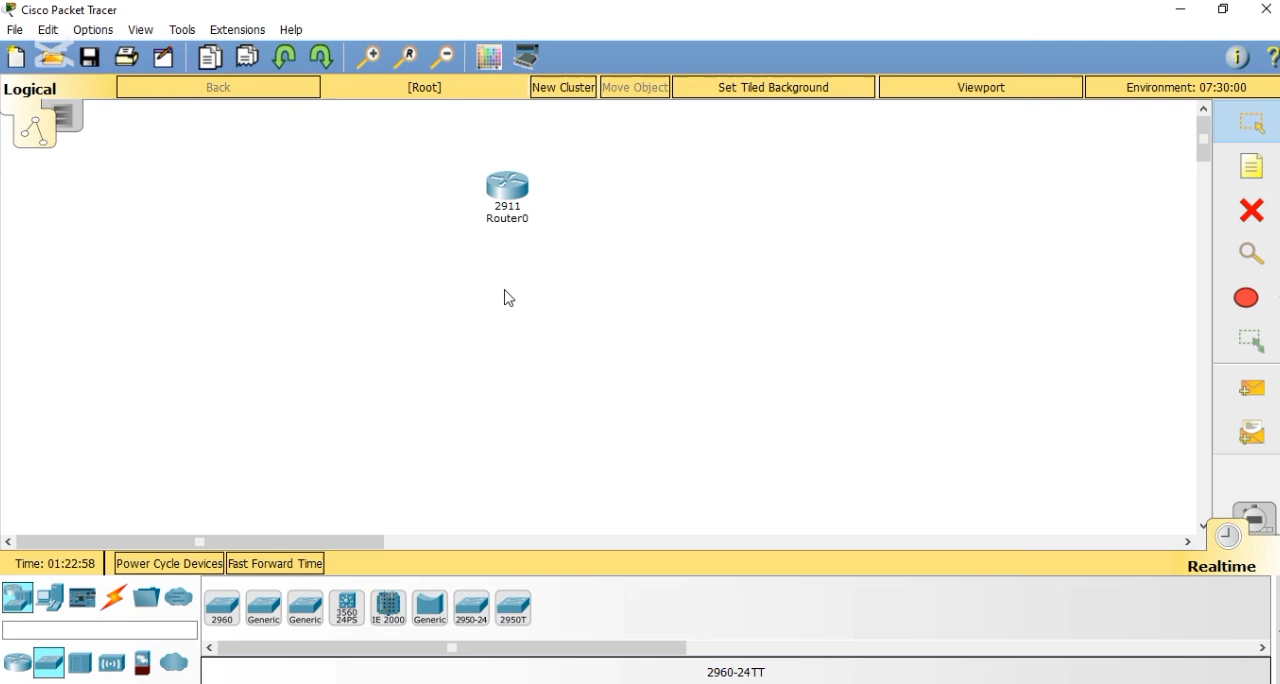 Cisco Packet Tracer
File Edit Options View Tools Extensions Help
R i ?
Logical Back [Root] New Cluster Move Object Set Tiled Background Viewport Environment: 07:30:00
2911
Router0
Time: 01:22:58 Power Cycle Devices Fast Forward Time Realtime
2960 Generic Generic 3560 24PS IE 2000 Generic 2950-24 2950T
2960-24TT